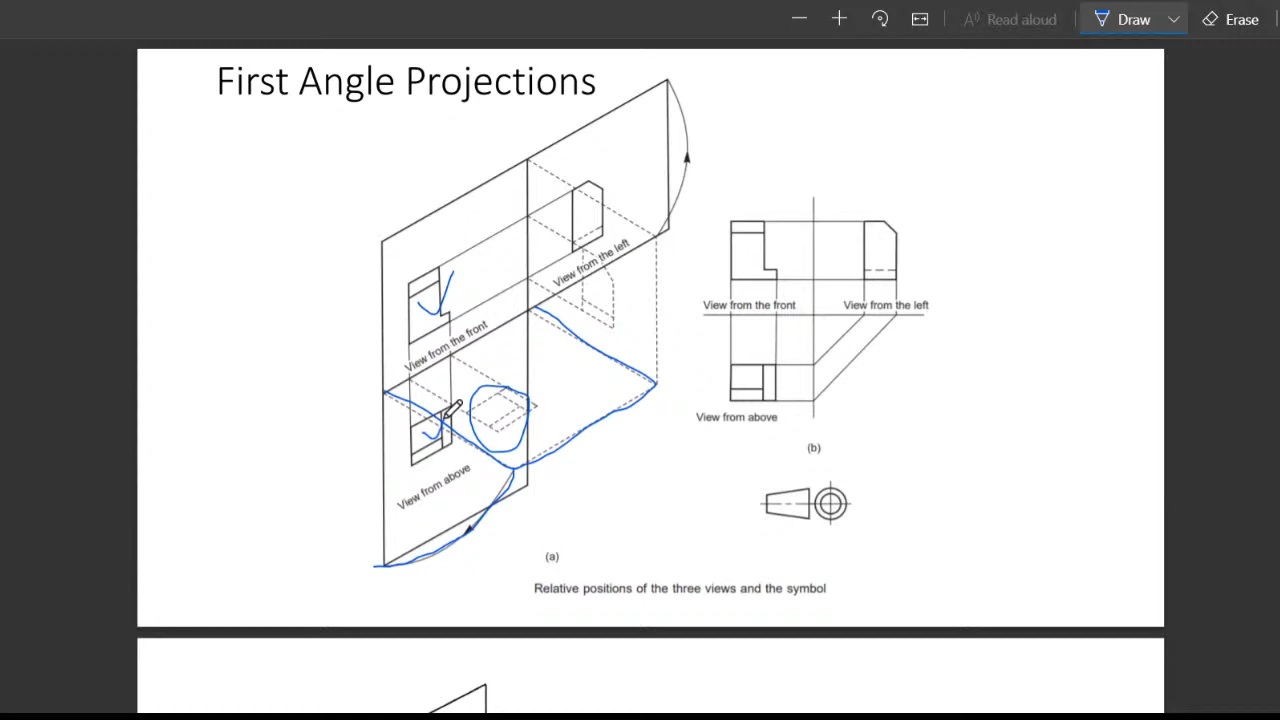 Read aloud
Draw
Erase
First Angle Projections
View from the left
View from the front
View from the front
View from the left
View from above
View from above
(b)
(a)
Relative positions of the three views and the symbol